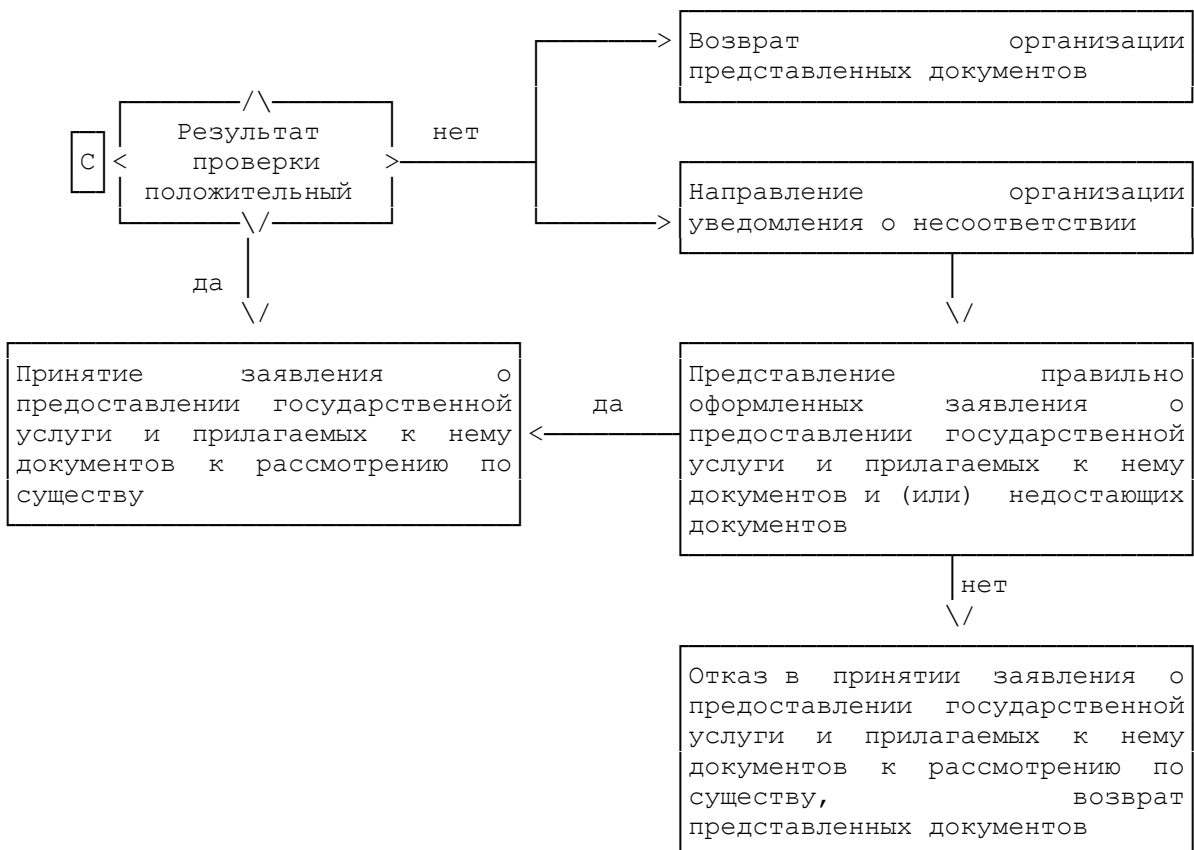 Возврат организации
представленных документов
Результат
проверки
положительный
С
нет
Направление организации
уведомления о несоответствии
да
Принятие заявления о
предоставлении государственной
услуги и прилагаемых к нему
документов к рассмотрению по
существу
да
Представление правильно
оформленных заявления о
предоставлении государственной
услуги и прилагаемых к нему
документов и (или) недостающих
документов
нет
Отказ в принятии заявления о
предоставлении государственной
услуги и прилагаемых к нему
документов к рассмотрению по
существу, возврат
представленных документов